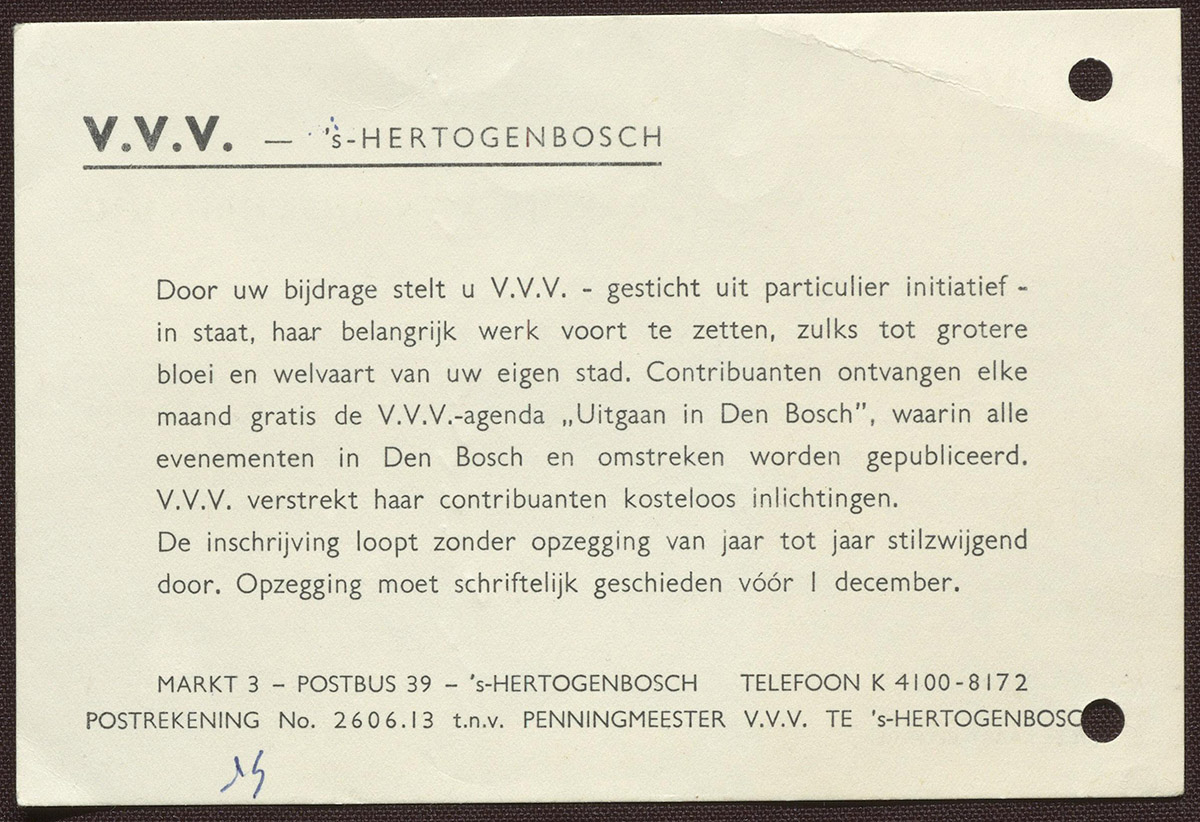 V.V.V. — 's-HERTOGENBOSCH
Door uw bijdrage stelt u V.V.V. - gesticht uit particulier initiatief -
in staat, haar belangrijk werk voort te zetten, zulks tot grotere
bloei en welvaart van uw eigen stad. Contribuanten ontvangen elke
maand gratis de V.V.V.-agenda „Uitgaan in Den Bosch”, waarin alle
evenementen in Den Bosch en omstreken worden gepubliceerd.
V.V.V. verstrekt haar contribuanten kosteloos inlichtingen.
De inschrijving loopt zonder opzegging van jaar tot jaar stilzwijgend
door. Opzegging moet schriftelijk geschieden vóór 1 december.
MARKT 3 – POSTBUS 39 – 's-HERTOGENBOSCH TELEFOON K 4100-8172
POSTREKENING No. 2606.13 t.n.v. PENNINGMEESTER V.V.V. TE 's-HERTOGENBOSC